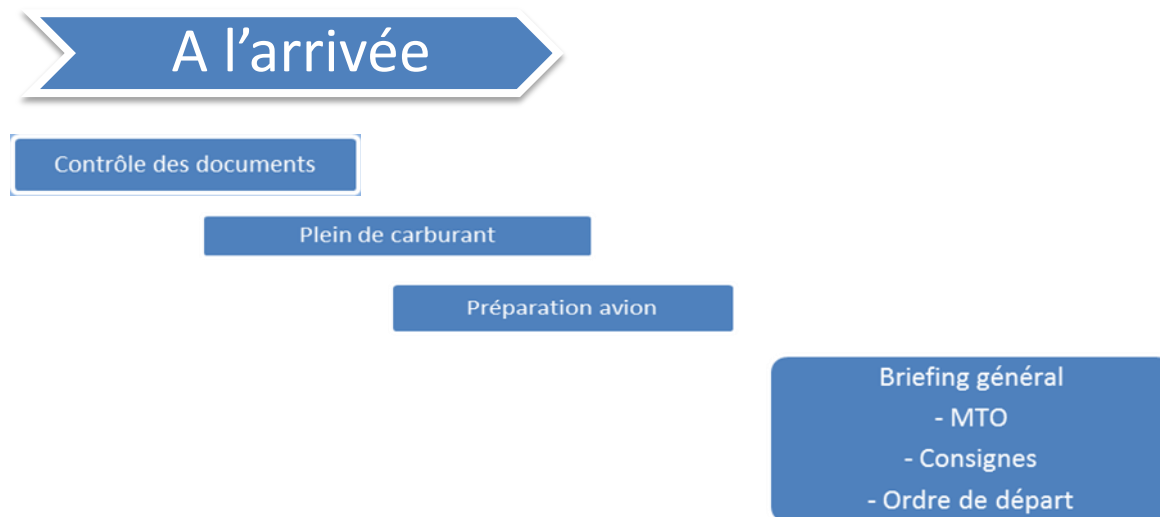 A l’arrivée
Contrôle des documents
Plein de carburant
Préparation avion
Briefing général
- MTO
- Consignes
- Ordre de départ